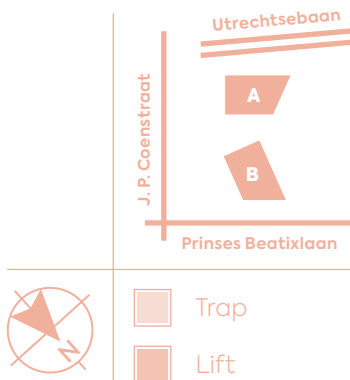 Utrechtsebaan
J. P. Coenstraat
A
B
Prinses Beatixlaan
N
Trap
Lift